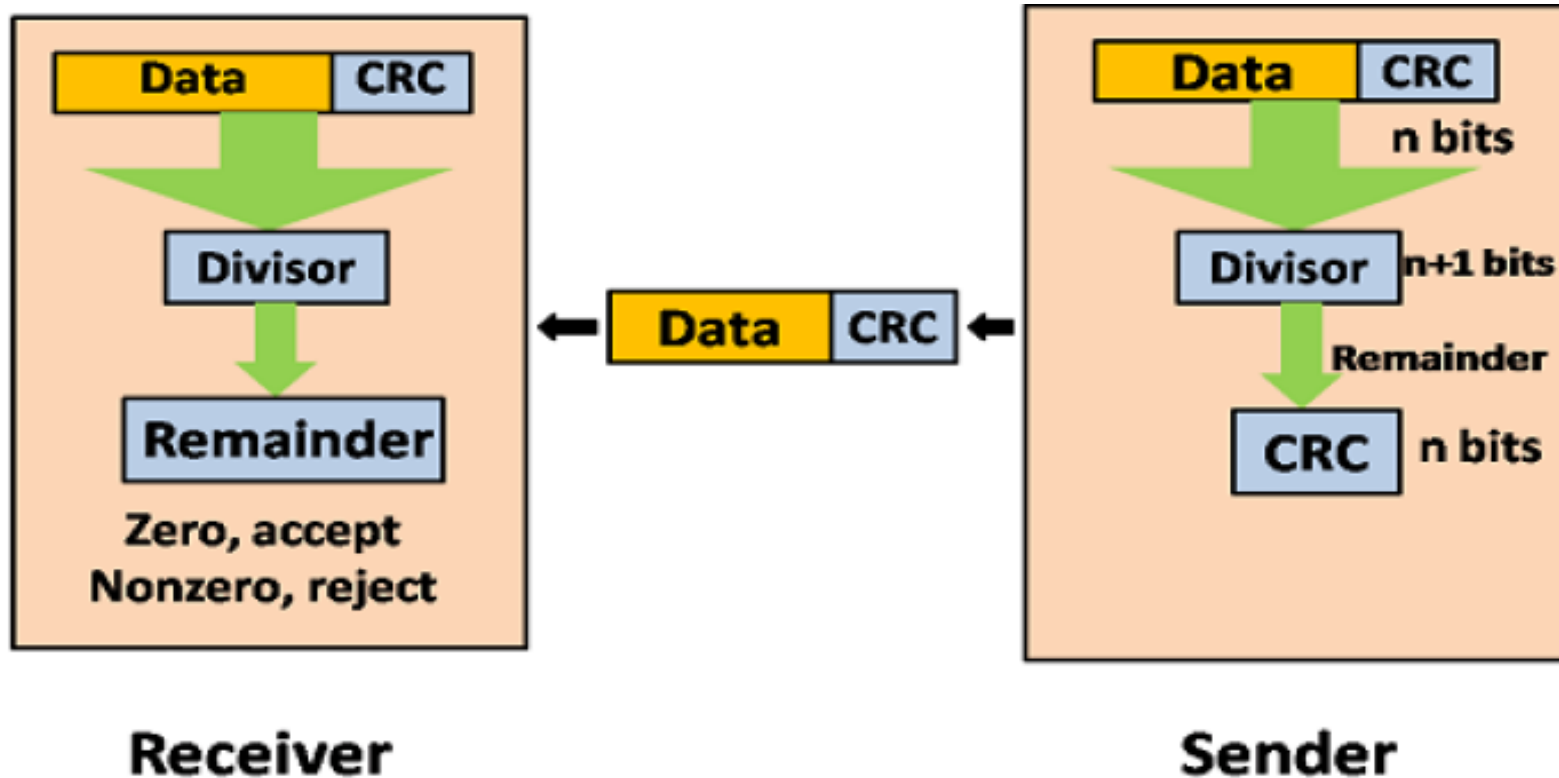 Data CRC
Divisor
Remainder
Zero, accept
Nonzero, reject
Receiver
Data CRC
Data CRC
n bits
Divisor n+1 bits
Remainder
CRC n bits
Sender